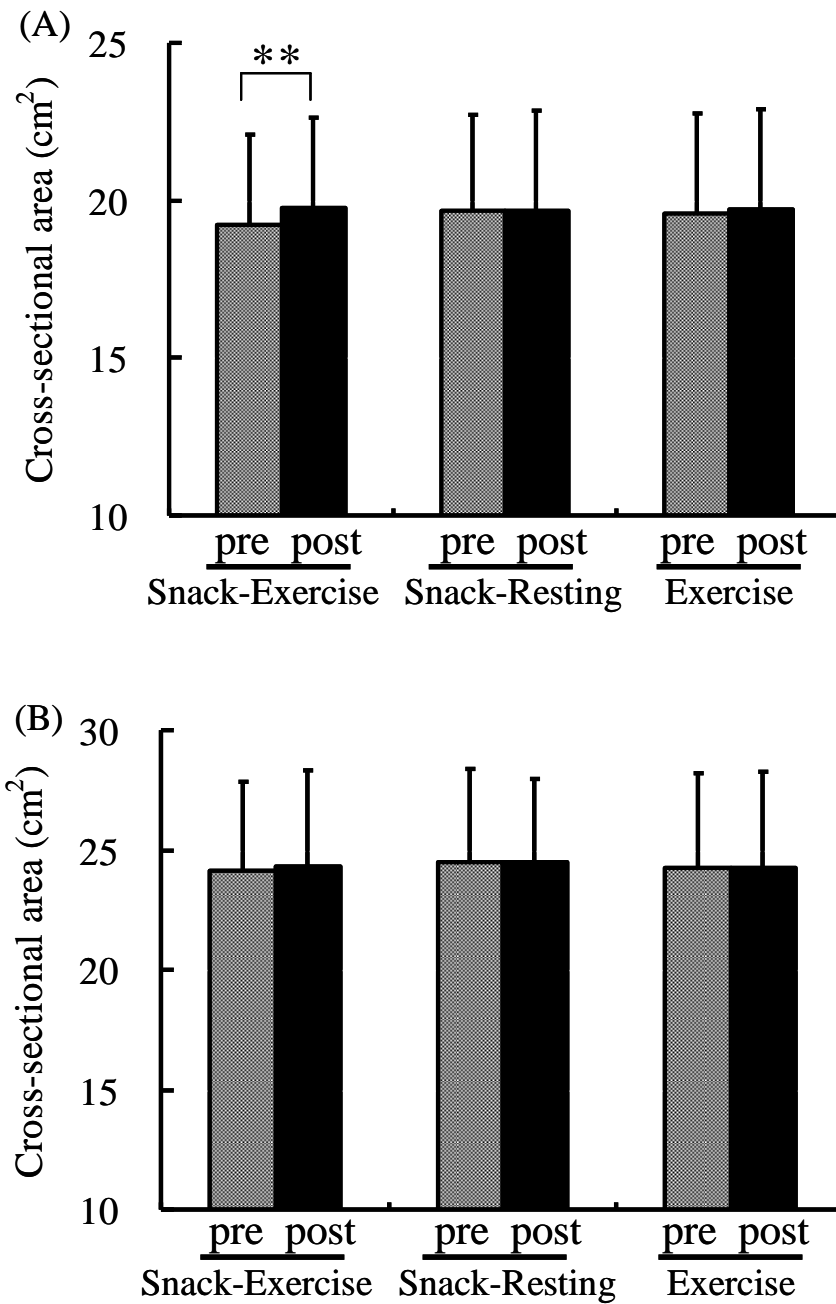 (A)
Cross-sectional area (cm²)
25
20
15
10
**
pre post pre post pre post
Snack-Exercise Snack-Resting Exercise
(B)
Cross-sectional area (cm²)
30
25
20
15
10
pre post pre post pre post
Snack-Exercise Snack-Resting Exercise